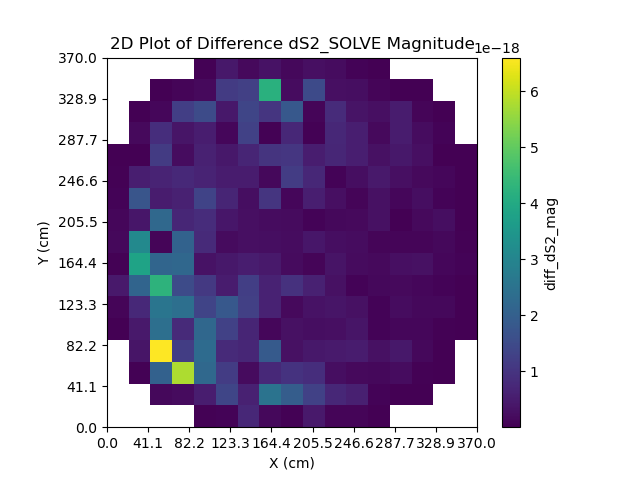 2D Plot of Difference dS2_SOLVE Magnitude
1e−18
370.0
328.9
287.7
246.6
205.5
164.4
123.3
82.2
41.1
0.0
Y (cm)
0.0 41.1 82.2 123.3 164.4 205.5 246.6 287.7 328.9 370.0
X (cm)
6
5
4
3
2
1
diff_dS2_mag